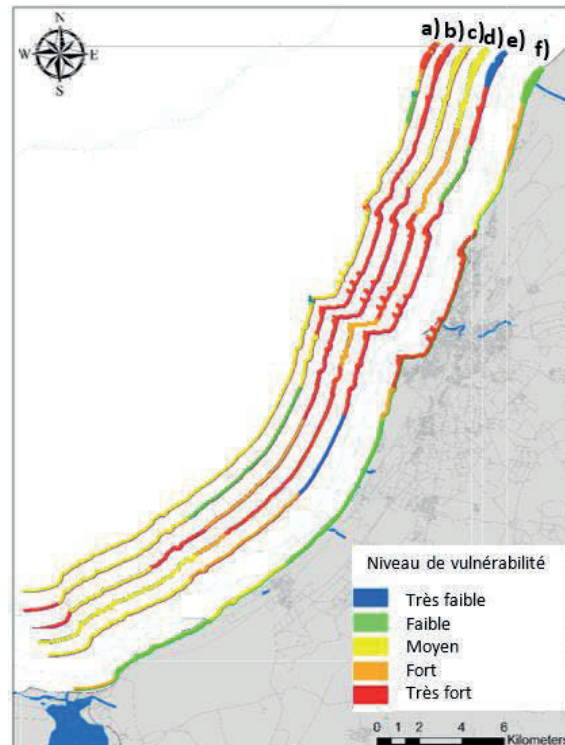 a) b) c) d) e) f)
N
W E
S
Niveau de vulnérabilité
Très faible
Faible
Moyen
Fort
Très fort
0 1 2 4 6
Kilometers